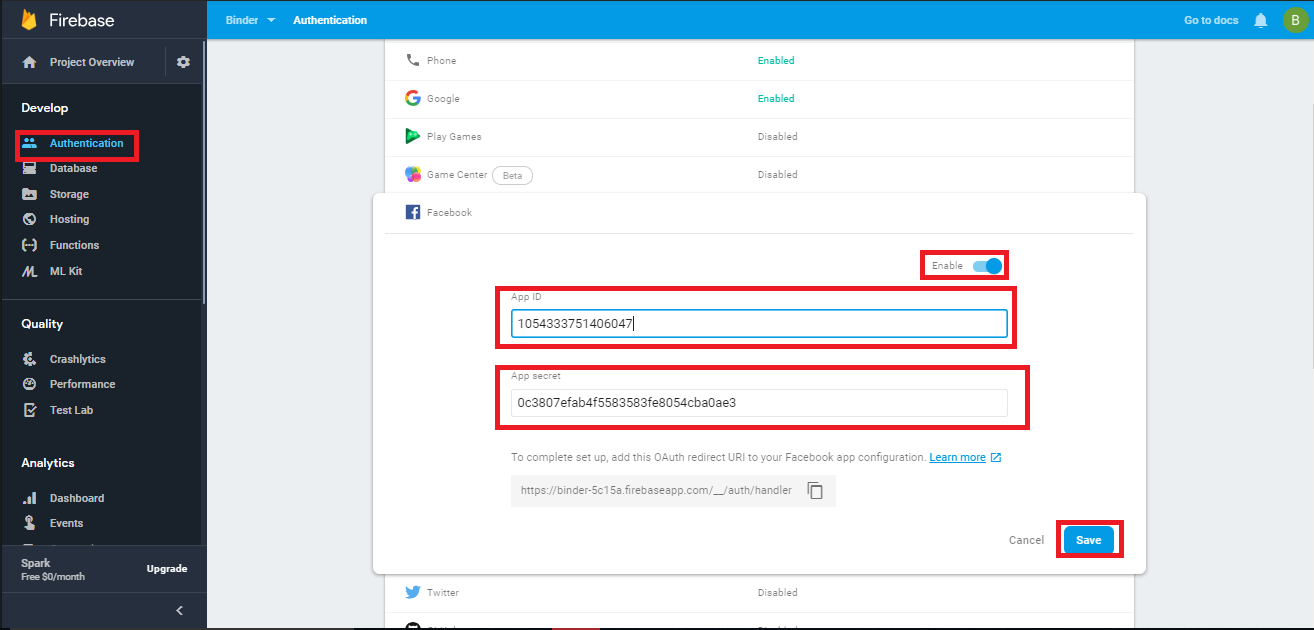 Firebase
Binder
Authentication
Go to docs
B
Project Overview
Develop
Authentication
Database
Storage
Hosting
Functions
ML Kit
Quality
Crashlytics
Performance
Test Lab
Analytics
Dashboard
Events
Spark
Free $0/month
Upgrade
Phone Enabled
Google Enabled
Play Games Disabled
Game Center Beta Disabled
Facebook
Enable
App ID
1054333751406047
App secret
0c3807efab4f5583583fe8054cba0ae3
To complete set up, add this OAuth redirect URI to your Facebook app configuration. Learn more
https://binder-5c15a.firebaseapp.com/__/auth/handler
Cancel Save
Twitter Disabled